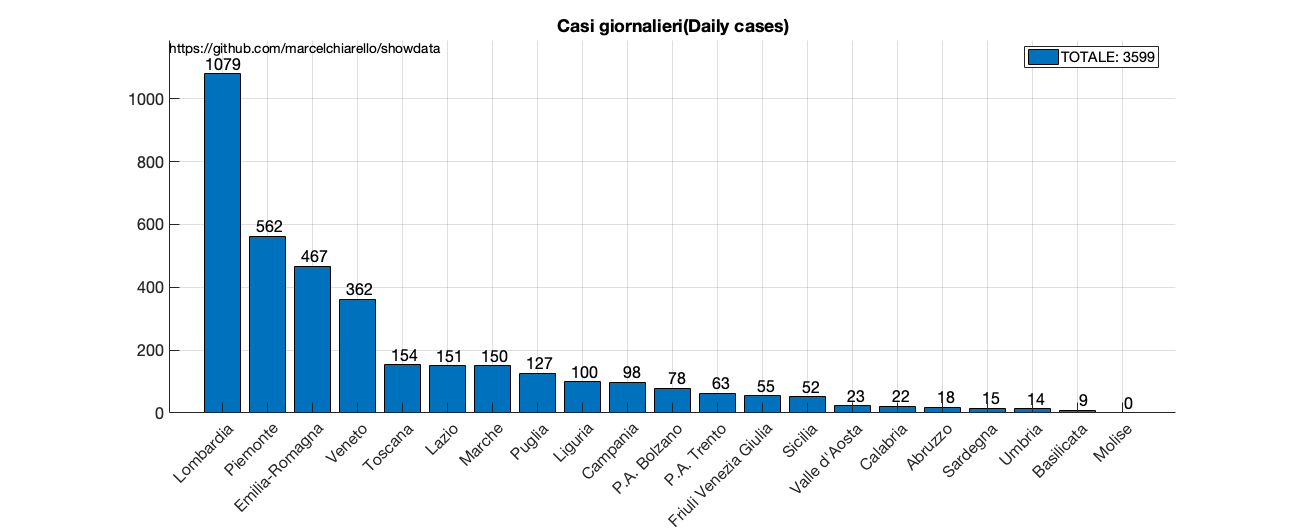 Casi giornalieri(Daily cases)
https://github.com/marcelchiarello/showdata
TOTALE: 3599
1079
562
467
362
154
151
150
127
100
98
78
63
55
52
23
22
18
15
14
9
0
1000
800
600
400
200
0
Lombardia
Piemonte
Emilia-Romagna
Veneto
Toscana
Lazio
Marche
Puglia
Liguria
Campania
P.A. Bolzano
P.A. Trento
Friuli Venezia Giulia
Sicilia
Valle d'Aosta
Calabria
Abruzzo
Sardegna
Umbria
Basilicata
Molise